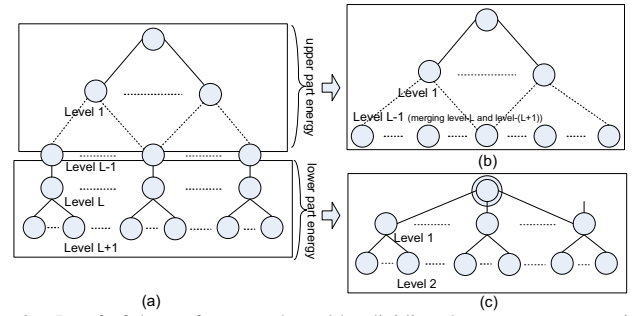 upper part energy
Level 1
Level L-1
Level L
Level L+1
lower part energy
(a)
Level 1
Level L-1 (merging level-L and level-(L+1))
(b)
Level 1
Level 2
(c)